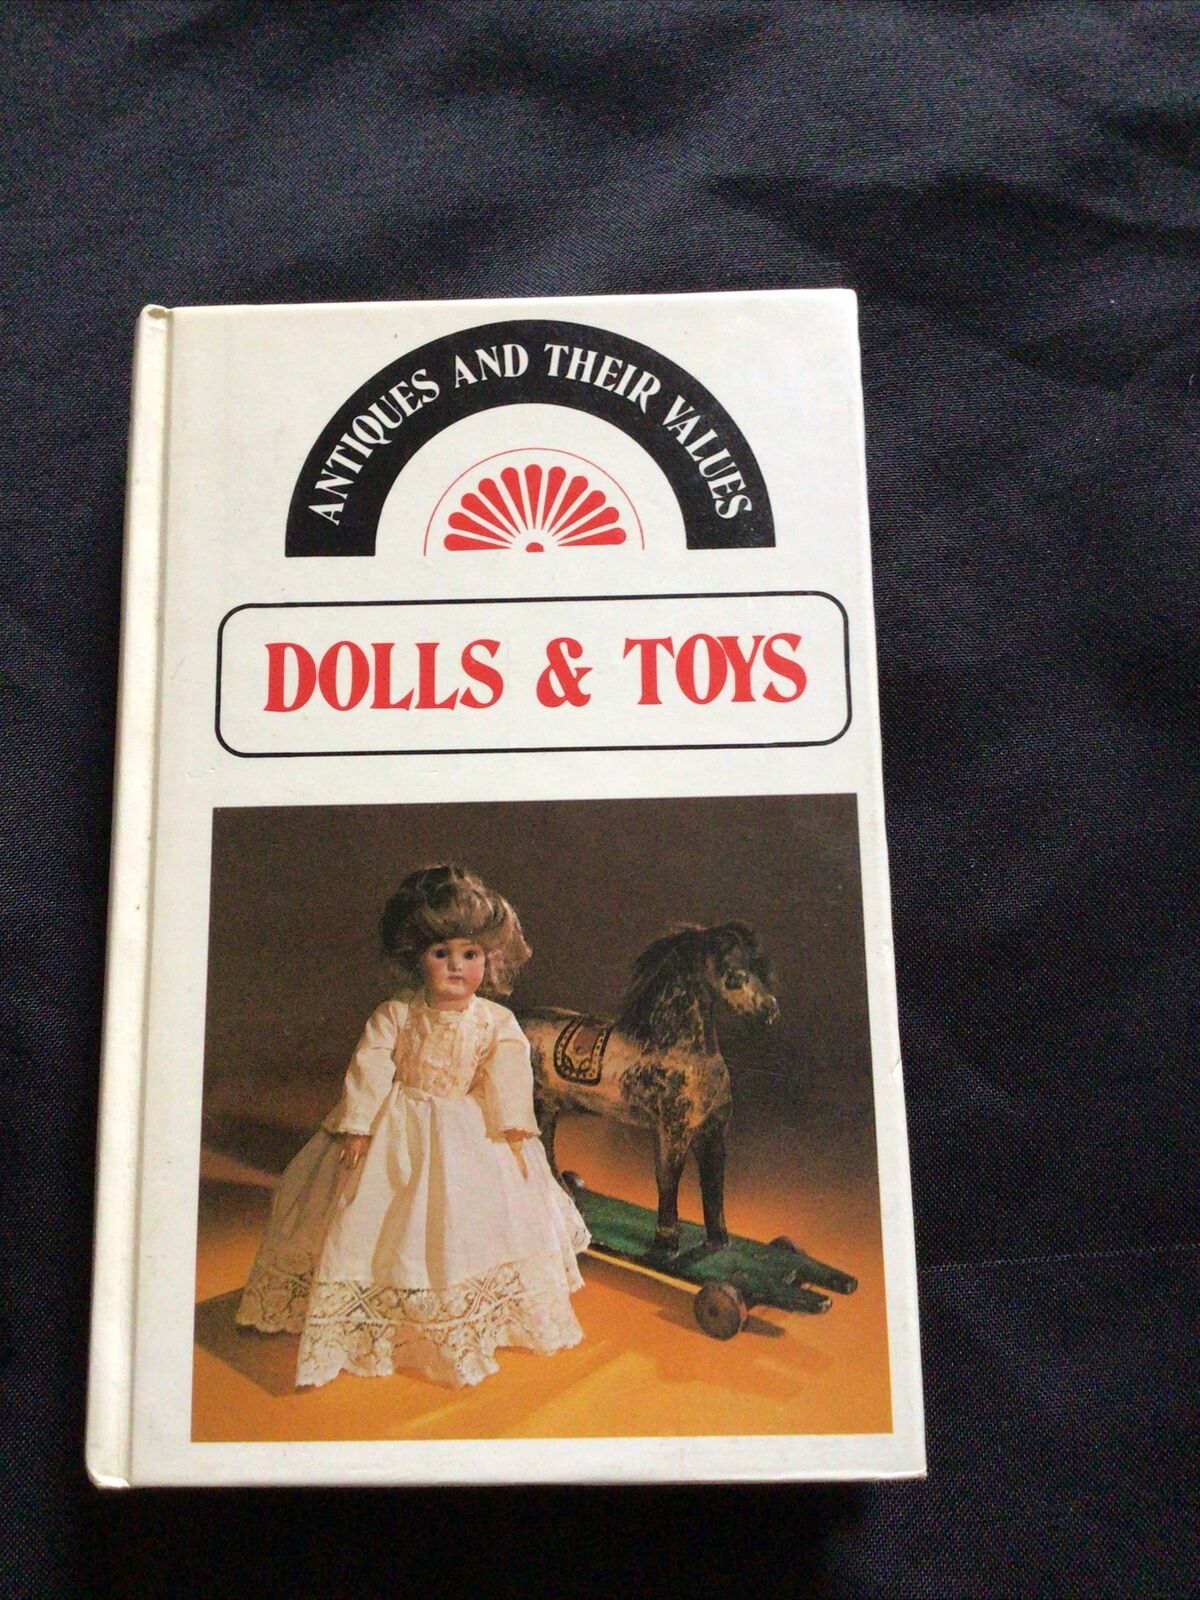 ANTIQUES AND THEIR VALUES
DOLLS & TOYS